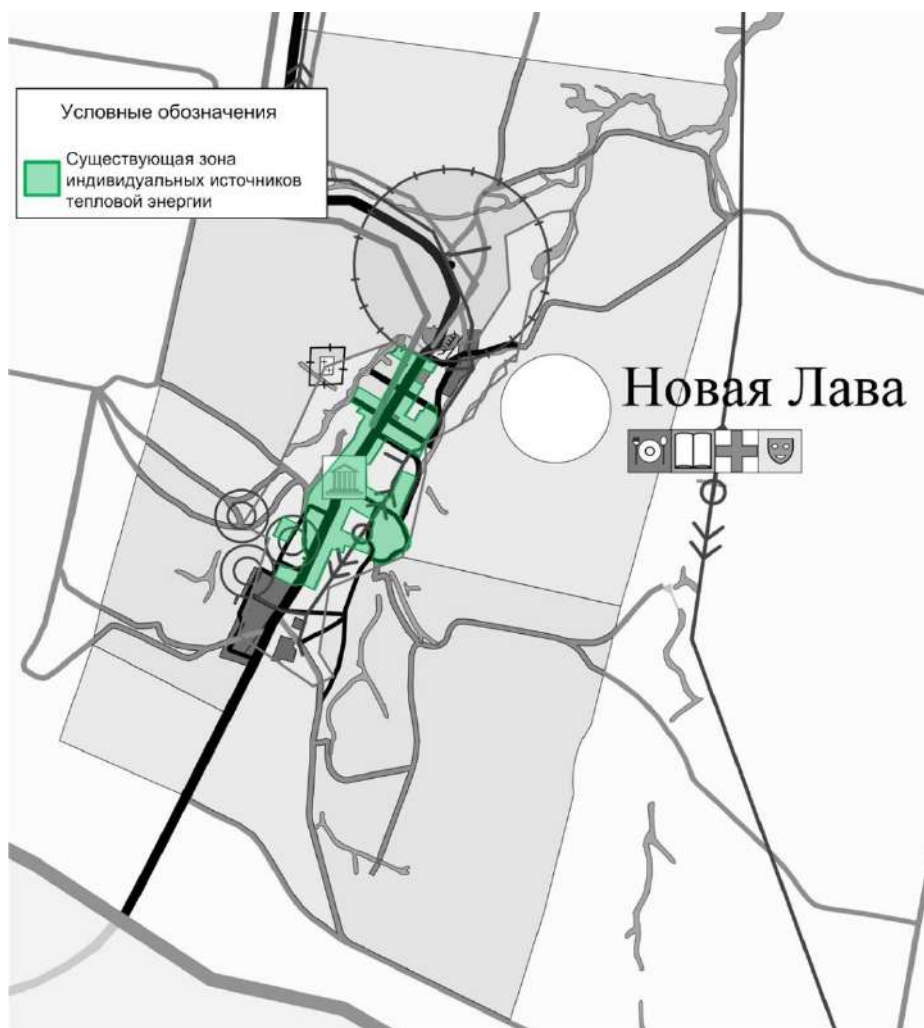 Условные обозначения
Существующая зона
индивидуальных источников
тепловой энергии
Новая Лава